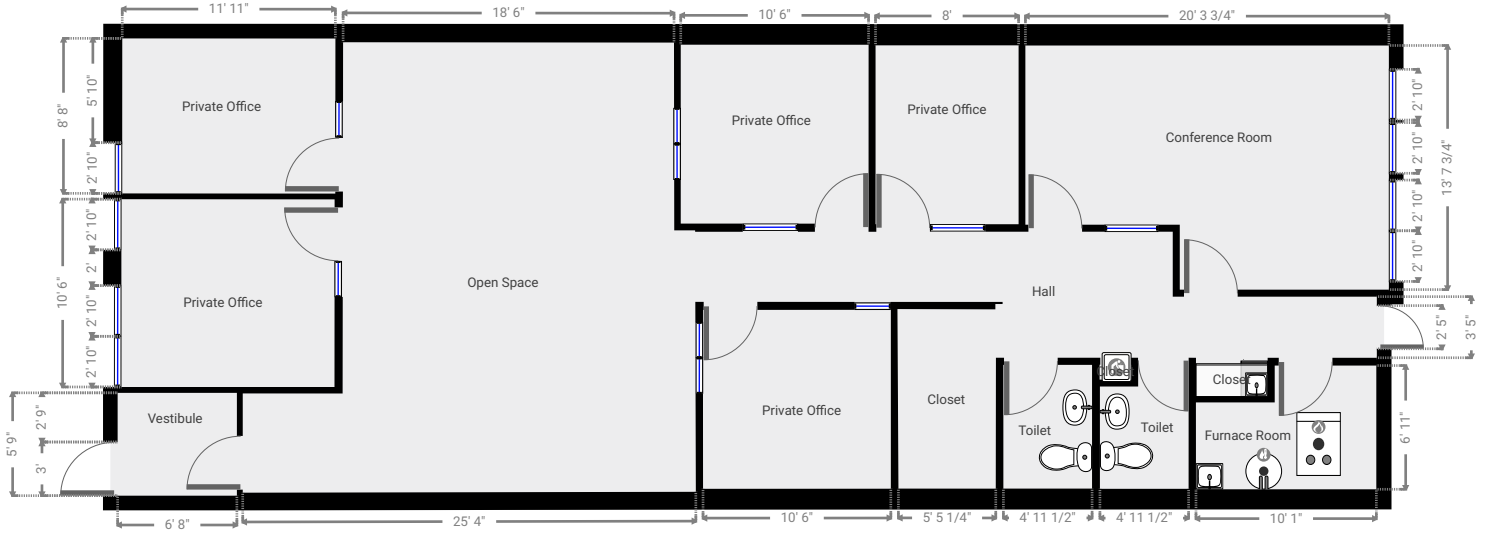 11' 11"
18' 6"
10' 6"
8'
20' 3 3/4"
8' 8"
5' 10"
2' 10"
Private Office
Private Office
Private Office
Conference Room
2' 10"
2' 10"
2' 10"
2' 10"
13' 7 3/4"
10' 6"
2' 10"
2'
2' 10"
2' 10"
Private Office
Open Space
Hall
2' 5"
3' 5"
5' 9"
2' 9"
3'
Vestibule
Private Office
Closet
Closet
Closet
Toilet
Toilet
Furnace Room
6' 11"
6' 8"
25' 4"
10' 6"
5' 5 1/4"
4' 11 1/2"
4' 11 1/2"
10' 1"